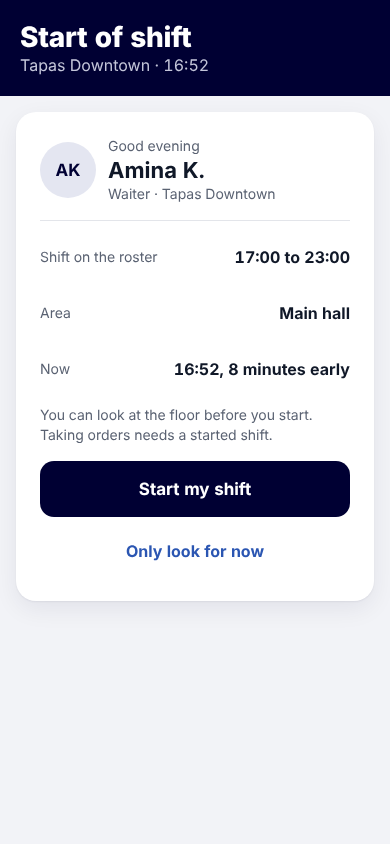 Start of shift
Tapas Downtown · 16:52
AK
Good evening
Amina K.
Waiter · Tapas Downtown
Shift on the roster
17:00 to 23:00
Area
Main hall
Now
16:52, 8 minutes early
You can look at the floor before you start.
Taking orders needs a started shift.
Start my shift
Only look for now